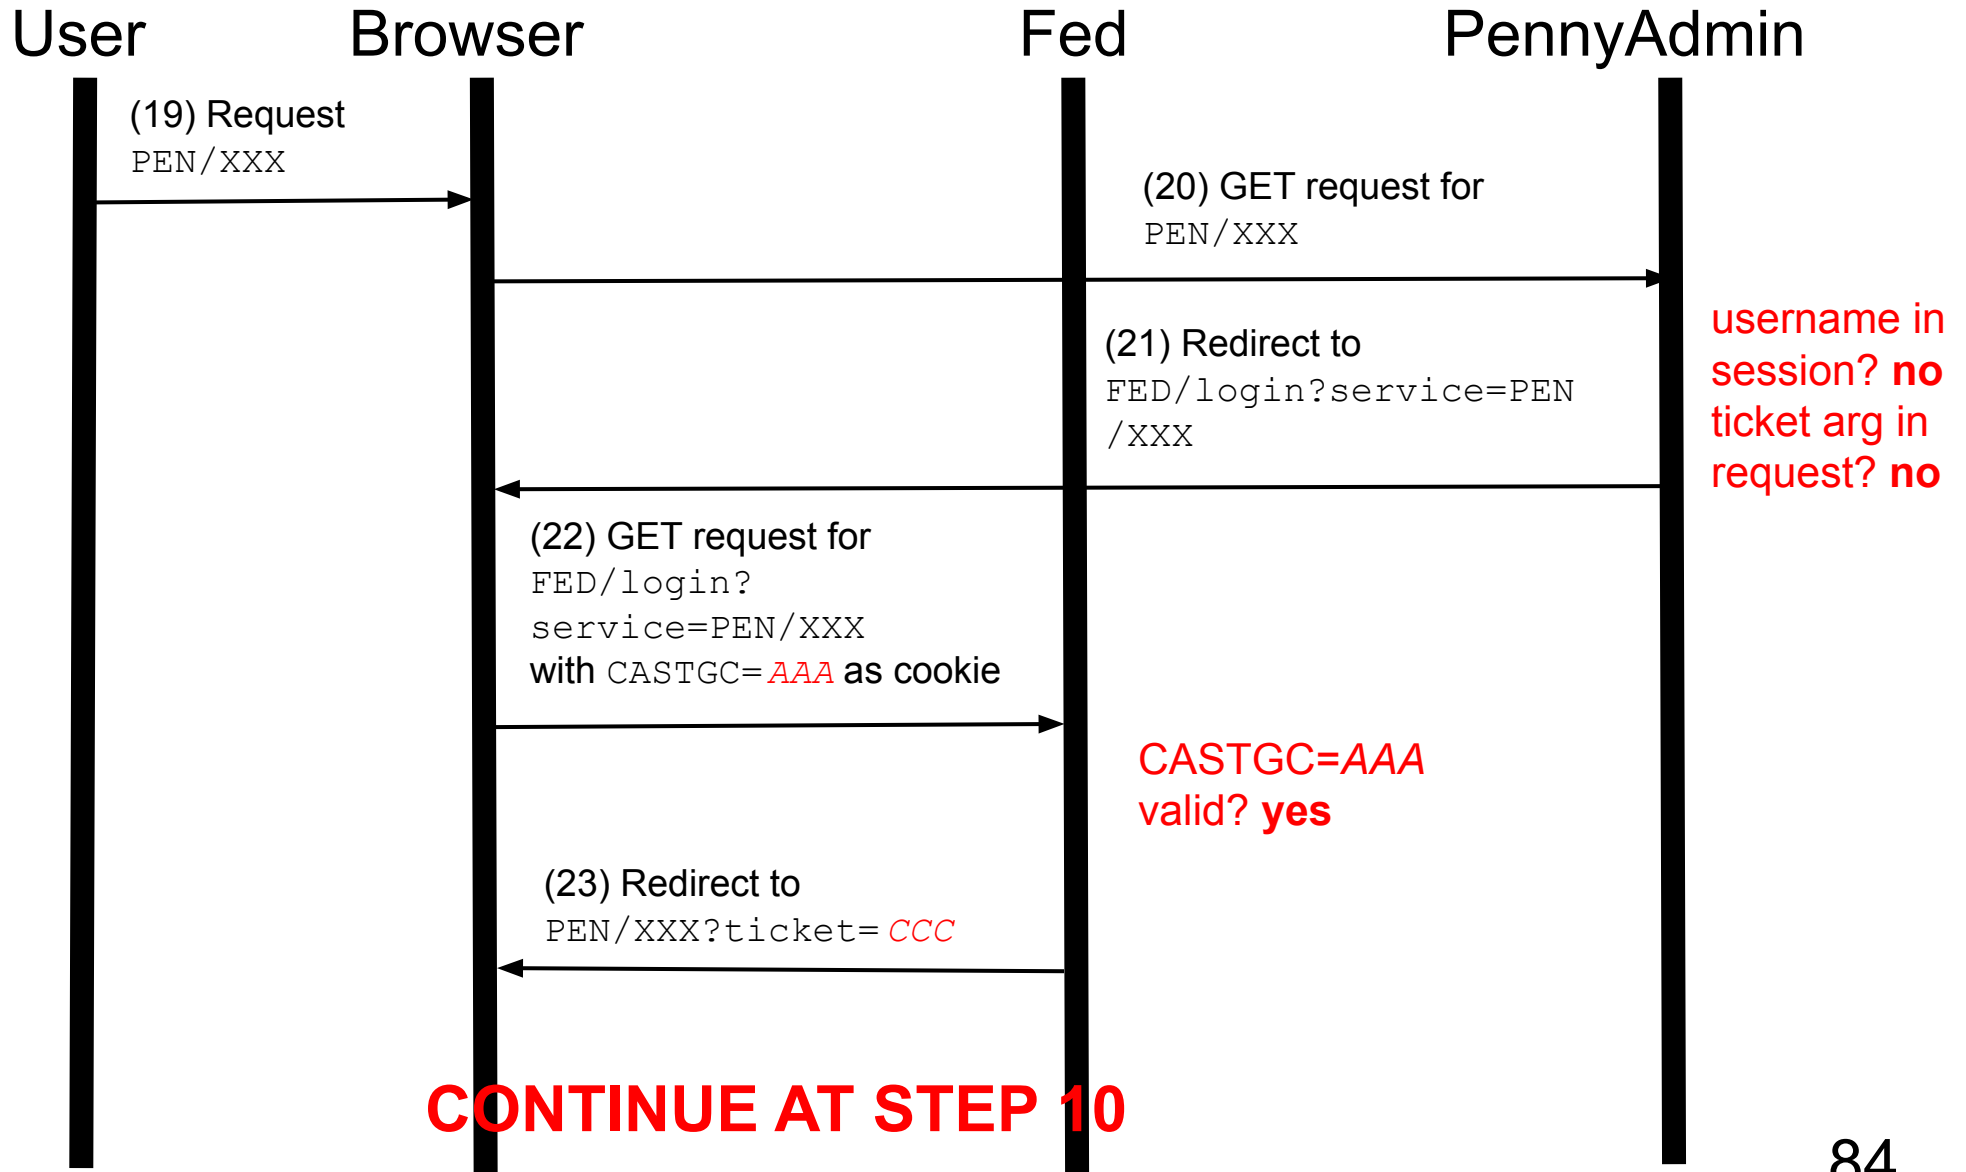 User Browser Fed PennyAdmin
(19) Request
PEN/XXX
(20) GET request for
PEN/XXX
(21) Redirect to
FED/login?service=PEN
/XXX
username in
session? no
ticket arg in
request? no
(22) GET request for
FED/login?
service=PEN/XXX
with CASTGC=AAA as cookie
CASTGC=AAA
valid? yes
(23) Redirect to
PEN/XXX?ticket=CCC
CONTINUE AT STEP 10
84